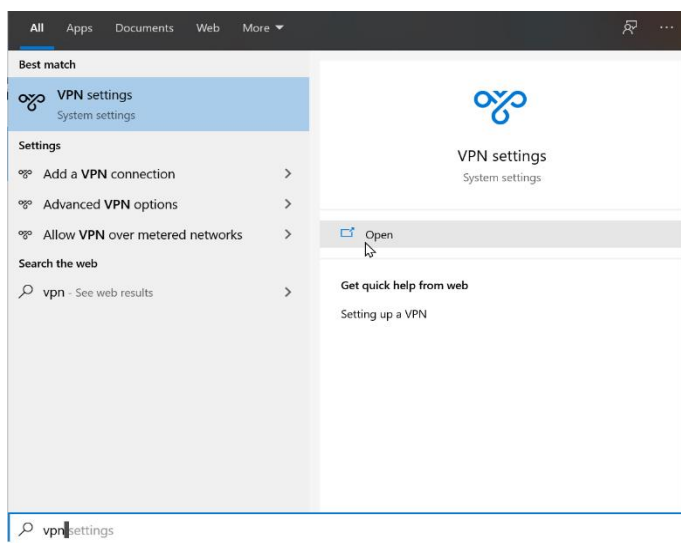 All Apps Documents Web More
Best match
VPN settings
System settings
Settings
Add a VPN connection
Advanced VPN options
Allow VPN over metered networks
Search the web
vpn - See web results
VPN settings
System settings
Open
Get quick help from web
Setting up a VPN
vpn settings